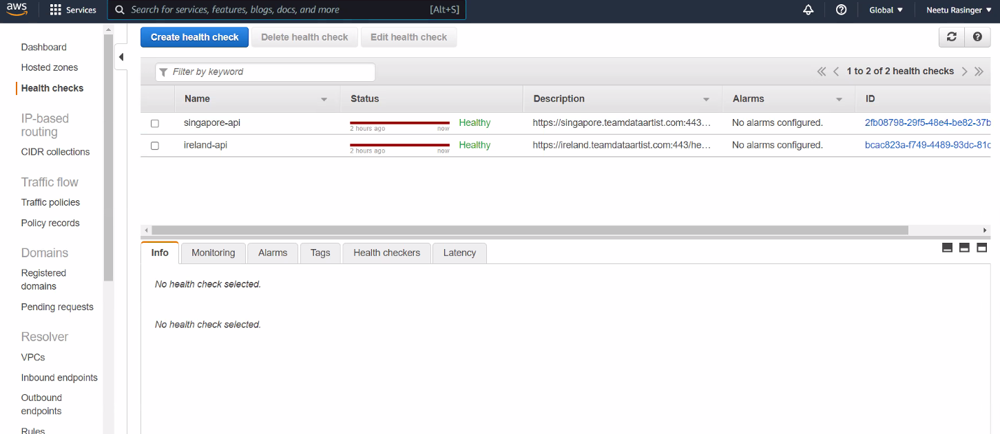 aws Services Search for services, features, blogs, docs, and more [Alt+S] Global Neetu Rasinger
Dashboard
Hosted zones
Health checks
IP-based
routing
CIDR collections
Traffic flow
Traffic policies
Policy records
Domains
Registered
domains
Pending requests
Resolver
VPCs
Inbound endpoints
Outbound
endpoints
Rules
Create health check Delete health check Edit health check
Filter by keyword 1 to 2 of 2 health checks
Name Status Description Alarms ID
singapore-api 2 hours ago now Healthy https://singapore.teamdataartist.com:443... No alarms configured. 2fb08798-29f5-48e4-be82-37b
ireland-api 2 hours ago now Healthy https://ireland.teamdataartist.com:443/he... No alarms configured. bcac823a-f749-4489-93dc-81c
Info Monitoring Alarms Tags Health checkers Latency
No health check selected.
No health check selected.